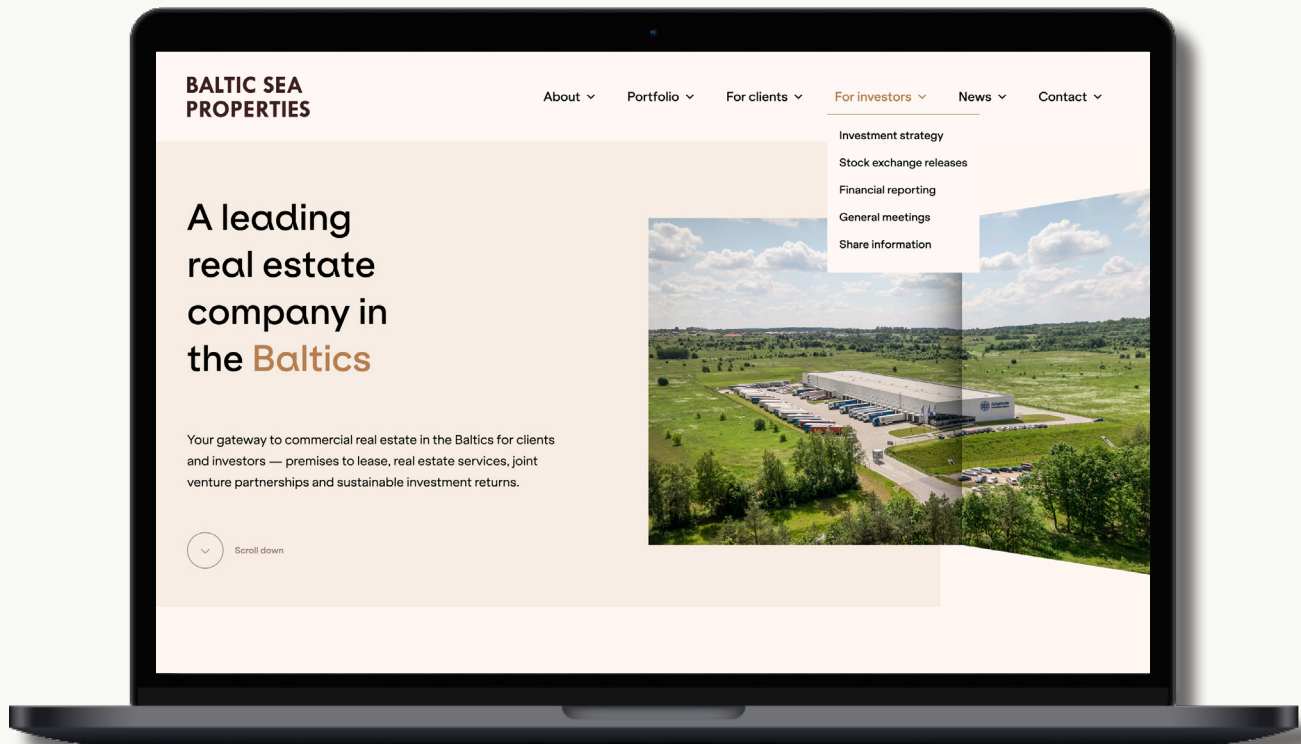 BALTIC SEA
PROPERTIES
About
Portfolio
For clients
For investors
News
Contact
Investment strategy
Stock exchange releases
Financial reporting
General meetings
Share information
A leading
real estate
company in
the Baltics
Your gateway to commercial real estate in the Baltics for clients
and investors — premises to lease, real estate services, joint
venture partnerships and sustainable investment returns.
Scroll down